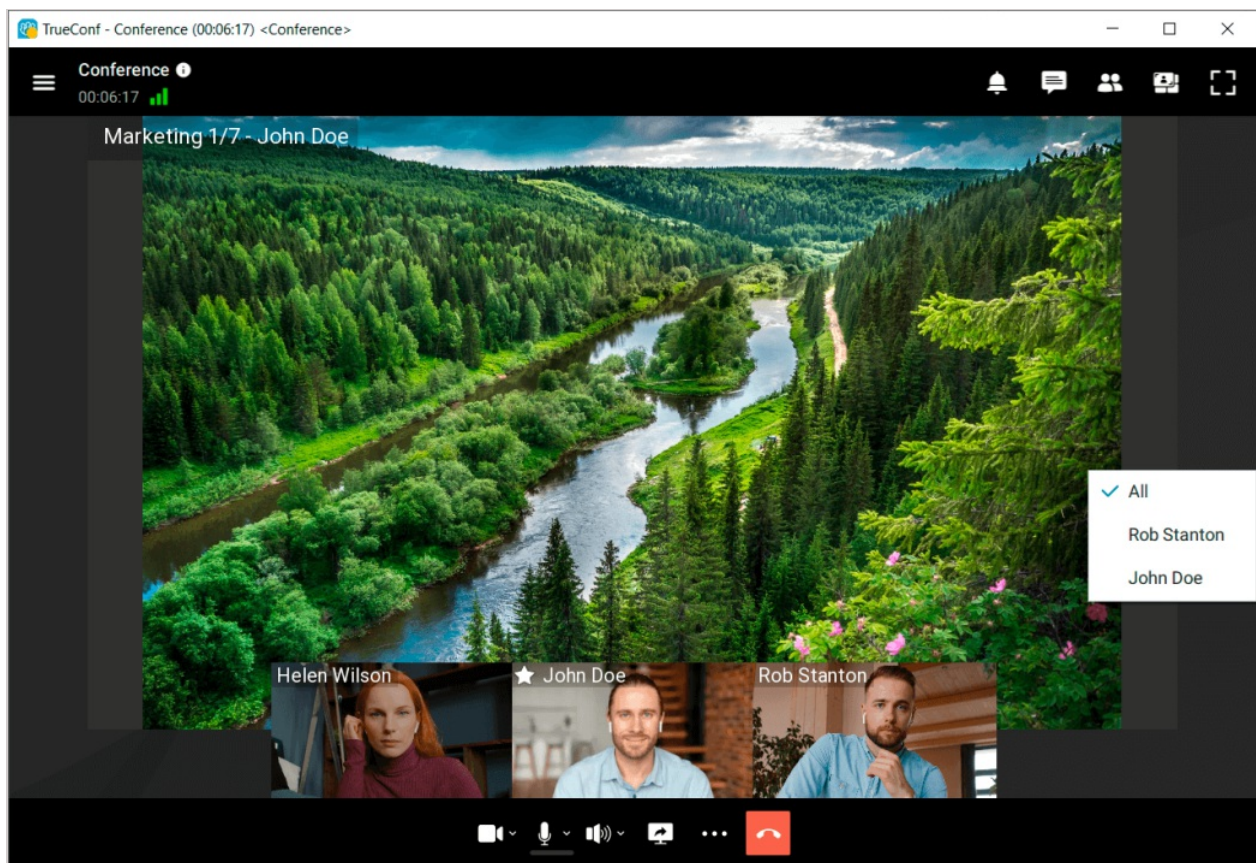 TrueConf - Conference (00:06:17) <Conference>
Conference
00:06:17
Marketing 1/7 - John Doe
All
Rob Stanton
John Doe
Helen Wilson
John Doe
Rob Stanton